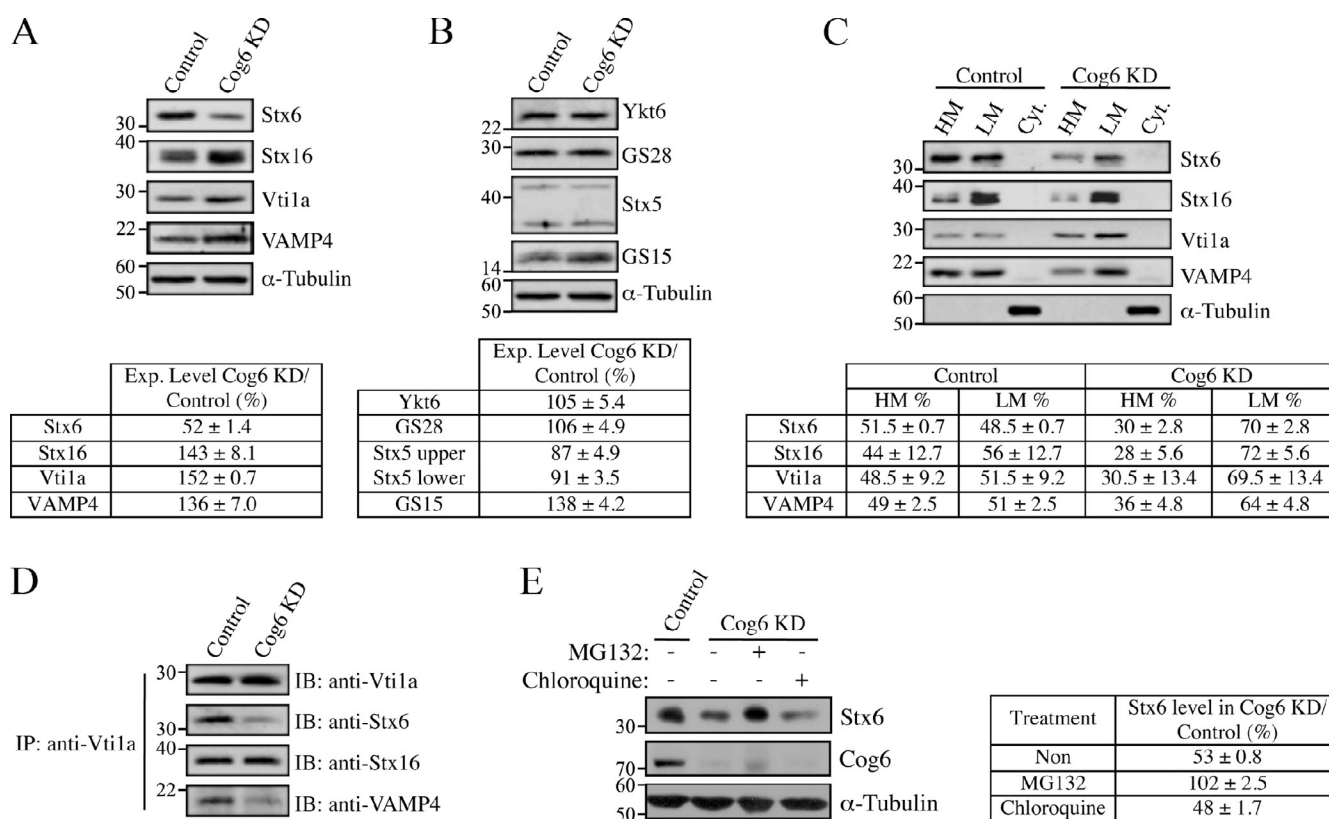 A
Control
Cog6 KD
30
Stx6
40
Stx16
30
Vti1a
22
VAMP4
60
50
α-Tubulin
Exp. Level Cog6 KD/
Control (%)
Stx6 52 ± 1.4
Stx16 143 ± 8.1
Vti1a 152 ± 0.7
VAMP4 136 ± 7.0
B
Control
Cog6 KD
22
Ykt6
30
GS28
40
Stx5
14
GS15
60
50
α-Tubulin
Exp. Level Cog6 KD/
Control (%)
Ykt6 105 ± 5.4
GS28 106 ± 4.9
Stx5 upper 87 ± 4.9
Stx5 lower 91 ± 3.5
GS15 138 ± 4.2
C
Control Cog6 KD
HM LM Cyt. HM LM Cyt.
30
Stx6
40
Stx16
30
Vti1a
22
VAMP4
60
50
α-Tubulin
Control Cog6 KD
HM % LM % HM % LM %
Stx6 51.5 ± 0.7 48.5 ± 0.7 30 ± 2.8 70 ± 2.8
Stx16 44 ± 12.7 56 ± 12.7 28 ± 5.6 72 ± 5.6
Vti1a 48.5 ± 9.2 51.5 ± 9.2 30.5 ± 13.4 69.5 ± 13.4
VAMP4 49 ± 2.5 51 ± 2.5 36 ± 4.8 64 ± 4.8
D
Control
Cog6 KD
IP: anti-Vti1a
30
IB: anti-Vti1a
30
IB: anti-Stx6
40
IB: anti-Stx16
22
IB: anti-VAMP4
E
Control
Cog6 KD
MG132: - - + -
Chloroquine: - - - +
30
Stx6
70
Cog6
60
50
α-Tubulin
Treatment
Stx6 level in Cog6 KD/
Control (%)
Non 53 ± 0.8
MG132 102 ± 2.5
Chloroquine 48 ± 1.7